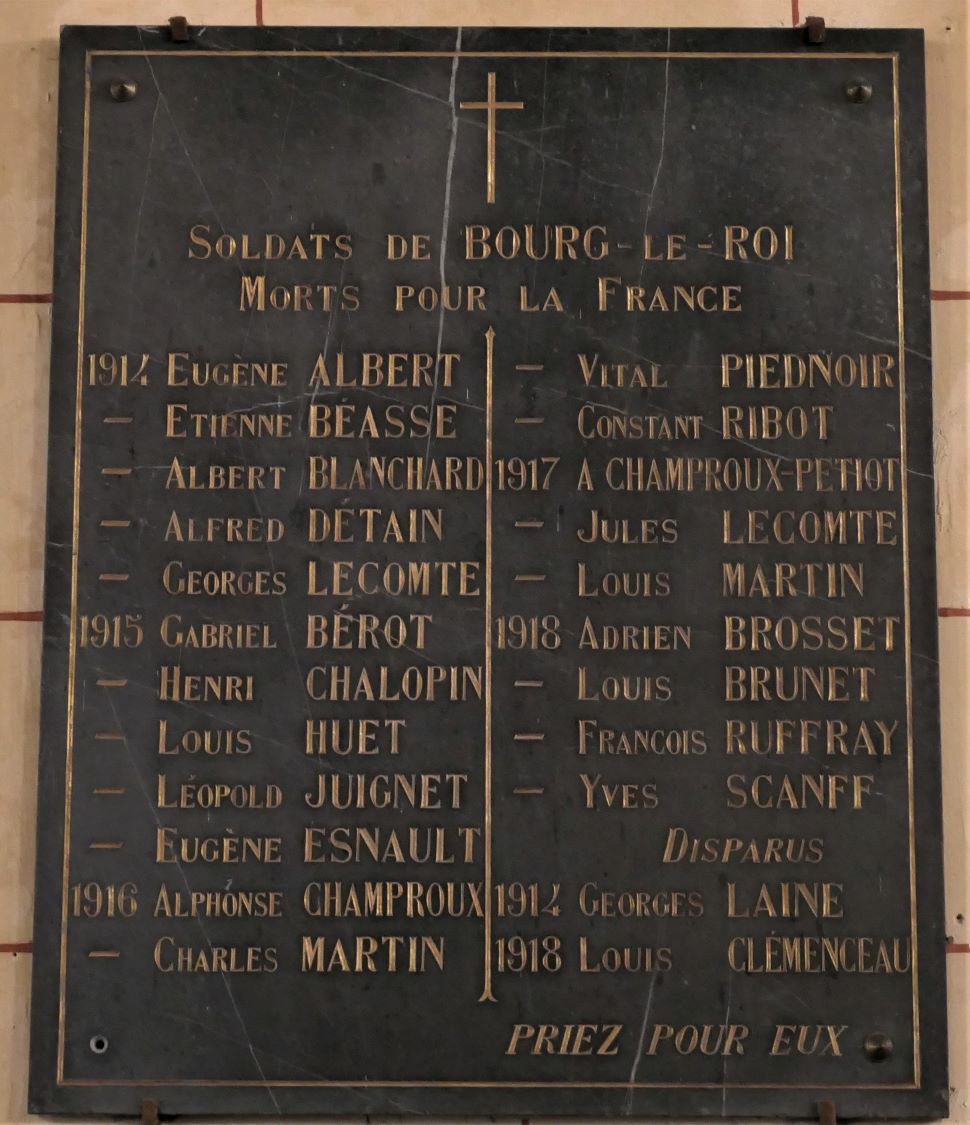 SOLDATS DE BOURG-LE-ROI
MORTS POUR LA FRANCE
1914 EUGÈNE ALBERT
— ETIENNE BÉASSE
— ALBERT BLANCHARD
— ALFRED DÉTAIN
— GEORGES LECOMTE
1915 GABRIEL BÉROT
— HENRI CHALOPIN
— LOUIS HUET
— LÉOPOLD JUIGNET
— EUGÈNE ESNAULT
1916 ALPHONSE CHAMPROUX
— CHARLES MARTIN
— VITAL PIEDNOIR
— CONSTANT RIBOT
1917 A CHAMPROUX-PETIOT
— JULES LECOMTE
— LOUIS MARTIN
1918 ADRIEN BROSSET
— LOUIS BRUNET
— FRANCOIS RUFFRAY
— YVES SCANFF
DISPARUS
1914 GEORGES LAINE
1918 LOUIS CLÉMENCEAU
PRIEZ POUR EUX